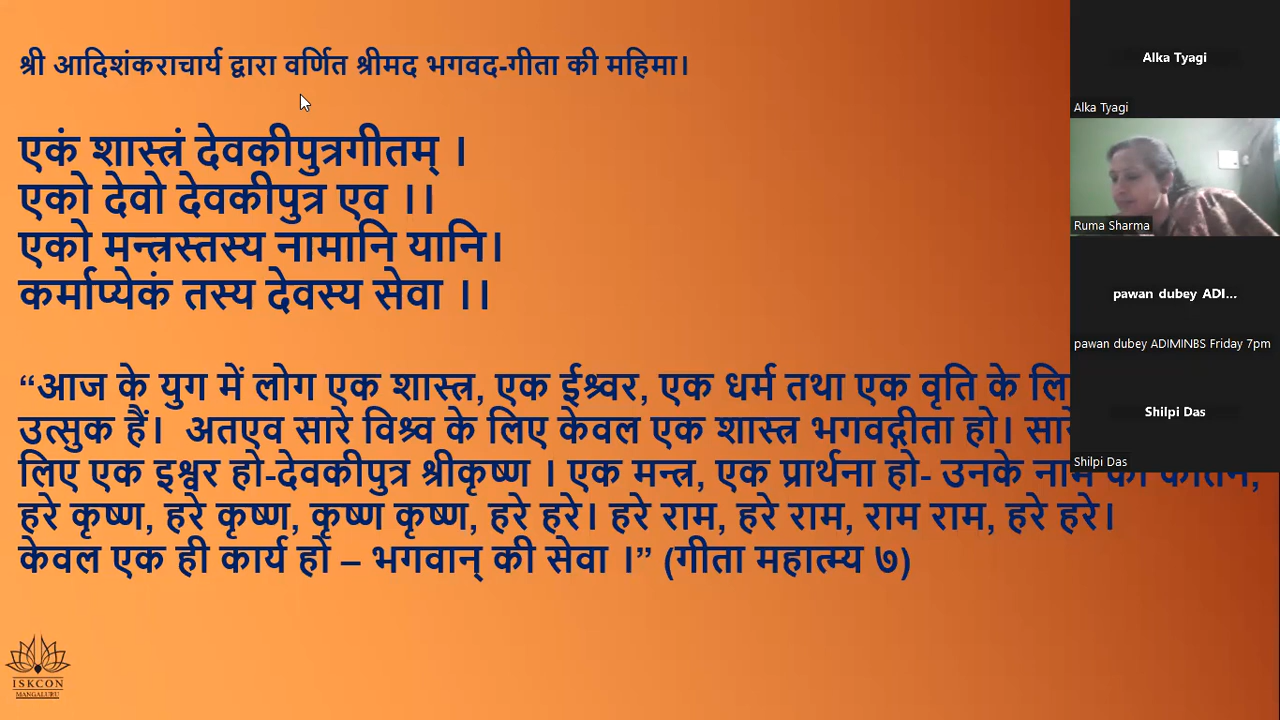 श्री आदिशंकराचार्य द्वारा वर्णित श्रीमद भगवद-गीता की महिमा।
एकं शास्त्रं देवकीपुत्रगीतम् ।
एको देवो देवकीपुत्र एव ।।
एको मन्त्रस्तस्य नामानि यानि।
कर्माप्येकं तस्य देवस्य सेवा ।।
“आज के युग में लोग एक शास्त्र, एक ईश्र्वर, एक धर्म तथा एक वृति के
उत्सुक हैं। अतएव सारे विश्र्व के लिए केवल एक शास्त्र भगवद्गीता हो।
लिए एक इश्वर हो-देवकीपुत्र श्रीकृष्ण । एक मन्त्र, एक प्रार्थना हो- उनके नाम
हरे कृष्ण, हरे कृष्ण, कृष्ण कृष्ण, हरे हरे। हरे राम, हरे राम, राम राम, हरे हरे।
केवल एक ही कार्य हो – भगवान् की सेवा ।” (गीता महात्म्य ७)
ISKCON
MANGALURU
Alka Tyagi
Alka Tyagi
Ruma Sharma
pawan dubey ADI...
pawan dubey ADIMINBS Friday 7pm
Shilpi Das
Shilpi Das